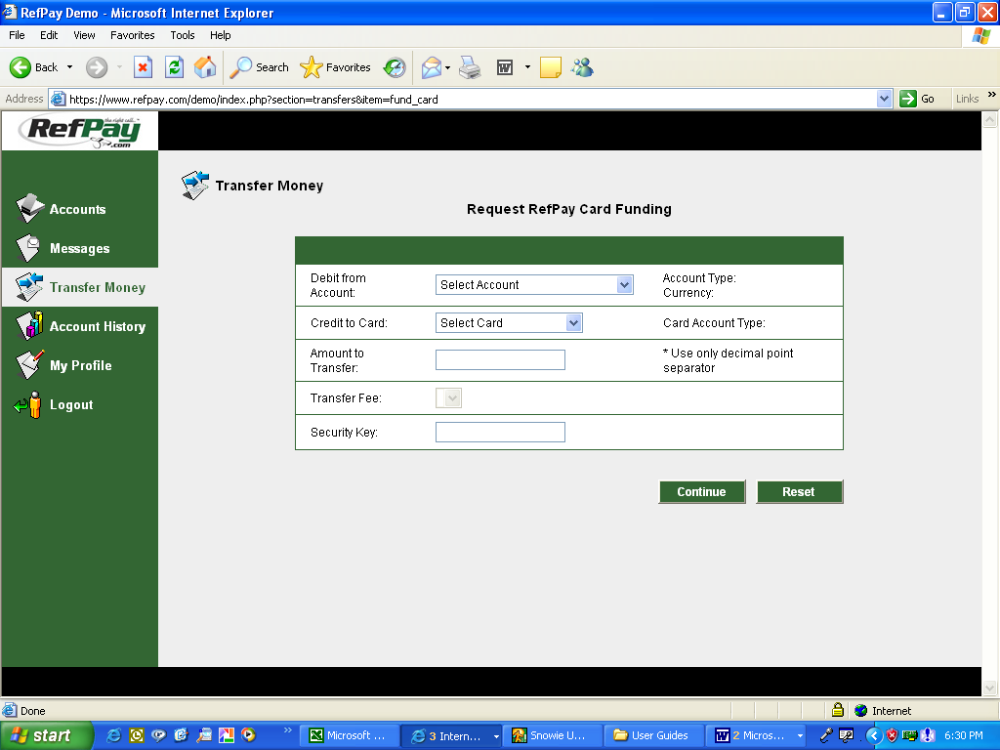 RefPay Demo - Microsoft Internet Explorer
File Edit View Favorites Tools Help
Back Search Favorites
Address https://www.refpay.com/demo/index.php?section=transfers&item=fund_card Go Links »
the right call...
RefPay
.com
Accounts
Messages
Transfer Money
Account History
My Profile
Logout
Transfer Money
Request RefPay Card Funding
Debit from Account: Select Account Account Type:
Currency:
Credit to Card: Select Card Card Account Type:
Amount to Transfer: * Use only decimal point separator
Transfer Fee:
Security Key:
Continue Reset
Done Internet
start » Microsoft ... 3 Intern... Snowie U... User Guides 2 Micros... 6:30 PM